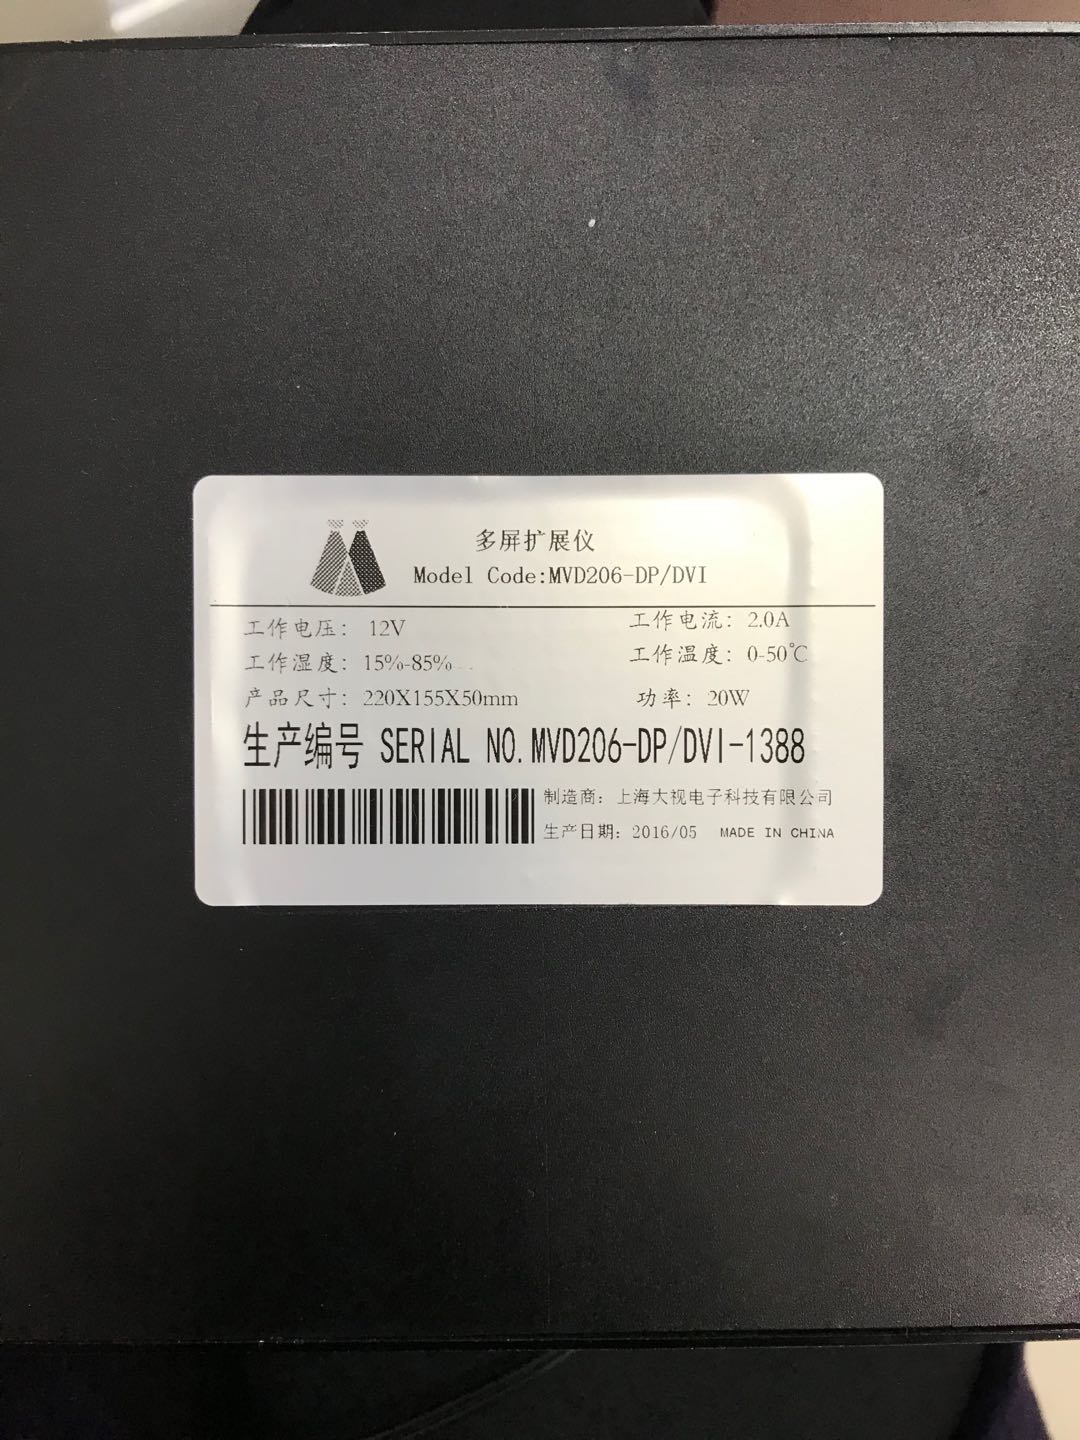 多屏扩展仪
Model Code:MVD206-DP/DVI
工作电压: 12V 工作电流: 2.0A
工作湿度: 15%-85% 工作温度: 0-50℃
产品尺寸: 220X155X50mm 功率: 20W
生产编号 SERIAL NO.MVD206-DP/DVI-1388
制造商: 上海大视电子科技有限公司
生产日期: 2016/05 MADE IN CHINA